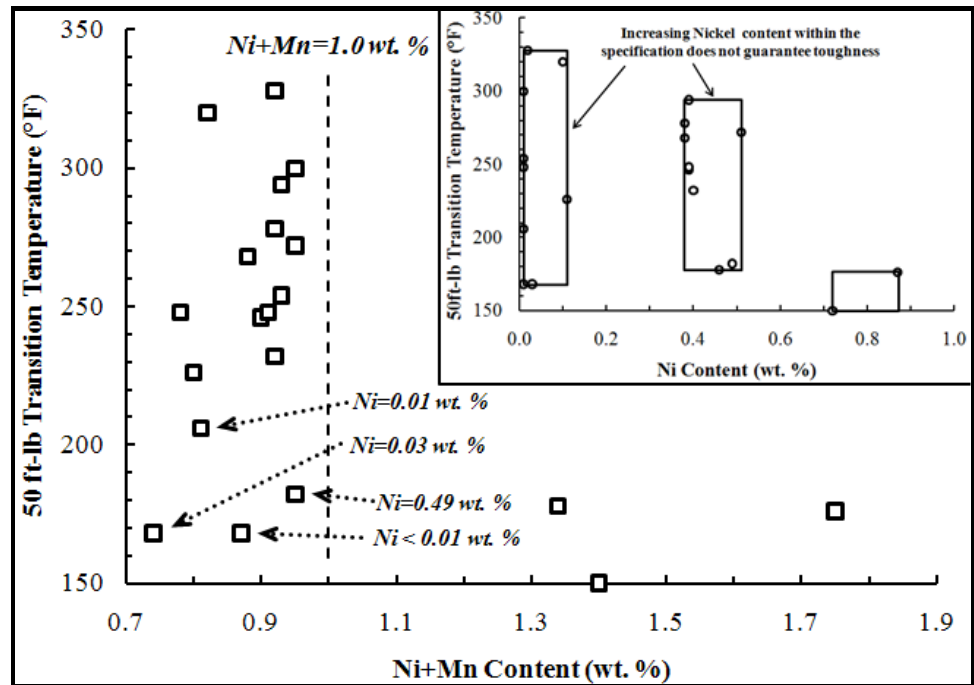 350
300
250
200
150
50 ft-lb Transition Temperature (°F)
Ni+Mn=1.0 wt. %
Ni=0.01 wt. %
Ni=0.03 wt. %
Ni=0.49 wt. %
Ni < 0.01 wt. %
0.7 0.9 1.1 1.3 1.5 1.7 1.9
Ni+Mn Content (wt. %)
350
300
250
200
150
50ft-lb Transition Temperature (°F)
Increasing Nickel content within the
specification does not guarantee toughness
0.0 0.2 0.4 0.6 0.8 1.0
Ni Content (wt. %)